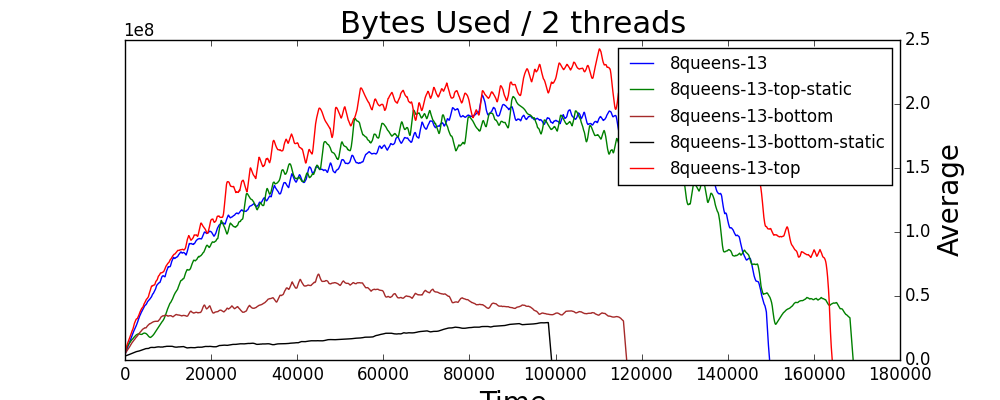 Bytes Used / 2 threads
1e8
2.5
2.0
1.5
1.0
0.5
0.0
Average
8queens-13
8queens-13-top-static
8queens-13-bottom
8queens-13-bottom-static
8queens-13-top
0 20000 40000 60000 80000 100000 120000 140000 160000 180000
Time